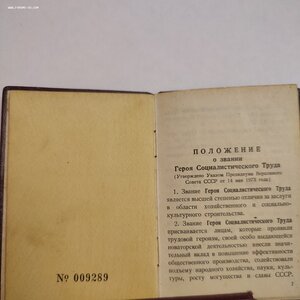 № 009289
ПОЛОЖЕНИЕ
о звании
Героя Социалистического Труда
(Утверждено Указом Президиума Верховного
Совета СССР от 14 мая 1973 года)
1. Звание Героя Социалистического Труда
является высшей степенью отличия за заслуги
в области хозяйственного и социально-
культурного строительства.
2. Звание Героя Социалистического Труда
присваивается лицам, которые проявили
трудовой героизм, своей особо выдающейся
новаторской деятельностью внесли значи-
тельный вклад в повышение эффективности
общественного производства, содействовали
подъему народного хозяйства, науки, культу-
ры, росту могущества и славы СССР.